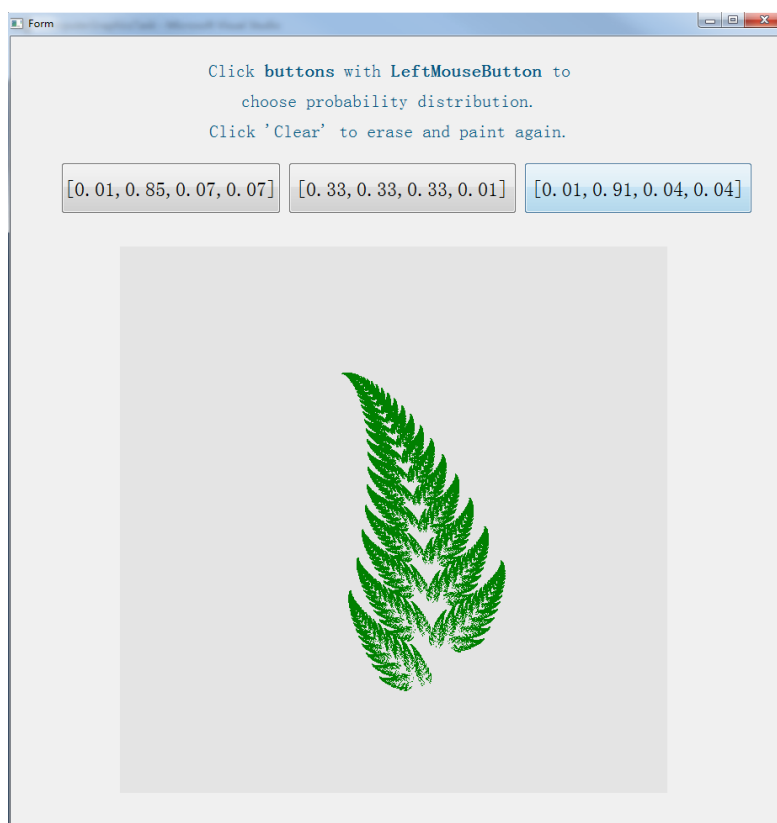 Form
Click buttons with LeftMouseButton to
choose probability distribution.
Click 'Clear' to erase and paint again.
[0.01,0.85,0.07,0.07] [0.33,0.33,0.33,0.01] [0.01,0.91,0.04,0.04]